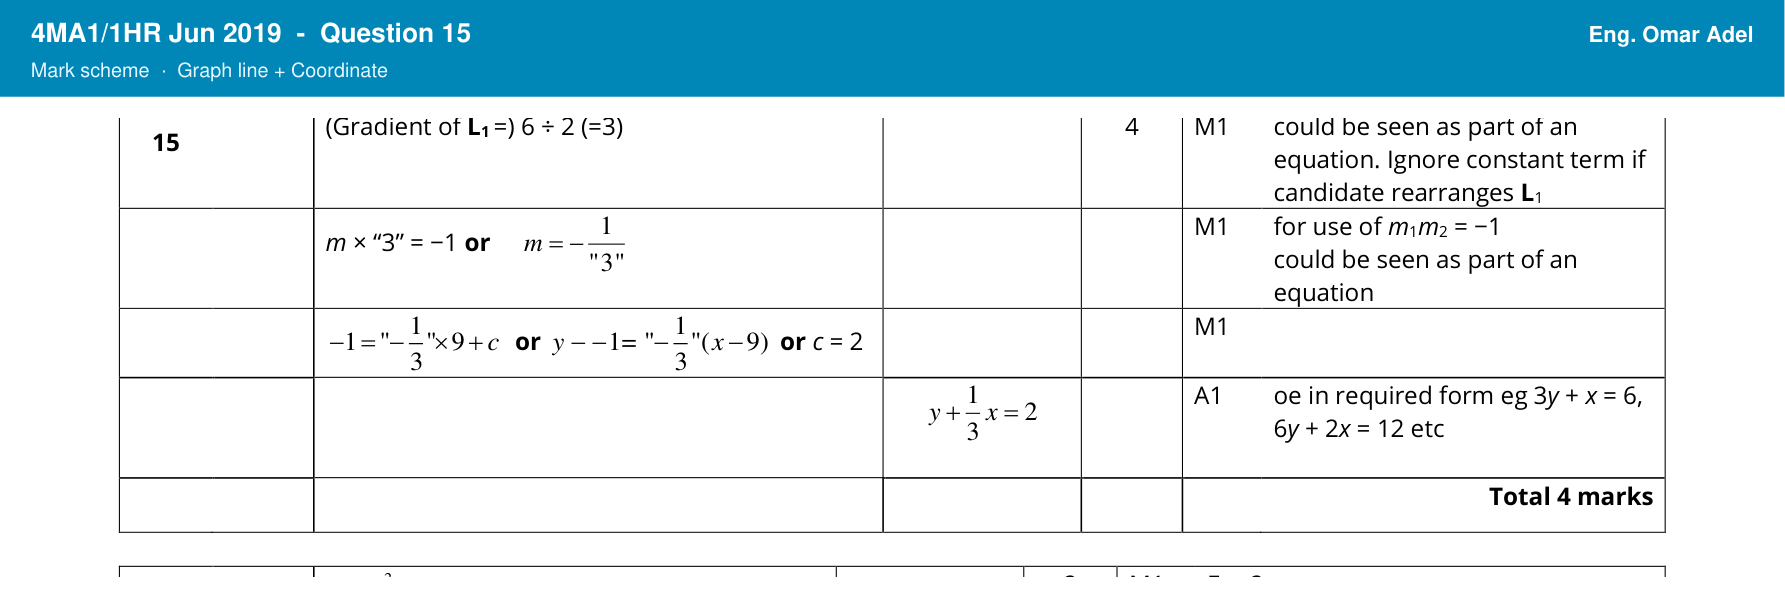 4MA1/1HR Jun 2019 - Question 15
Eng. Omar Adel
Mark scheme · Graph line + Coordinate
15
(Gradient of L₁ =) 6 ÷ 2 (=3)
4
M1
could be seen as part of an
equation. Ignore constant term if
candidate rearranges L₁
m × “3” = −1 or m = −1/"3"
M1
for use of m₁m₂ = −1
could be seen as part of an
equation
−1 = "−1/3" × 9 + c or y − −1 = "−1/3"(x − 9) or c = 2
M1
y + 1/3 x = 2
A1
oe in required form eg 3y + x = 6,
6y + 2x = 12 etc
Total 4 marks